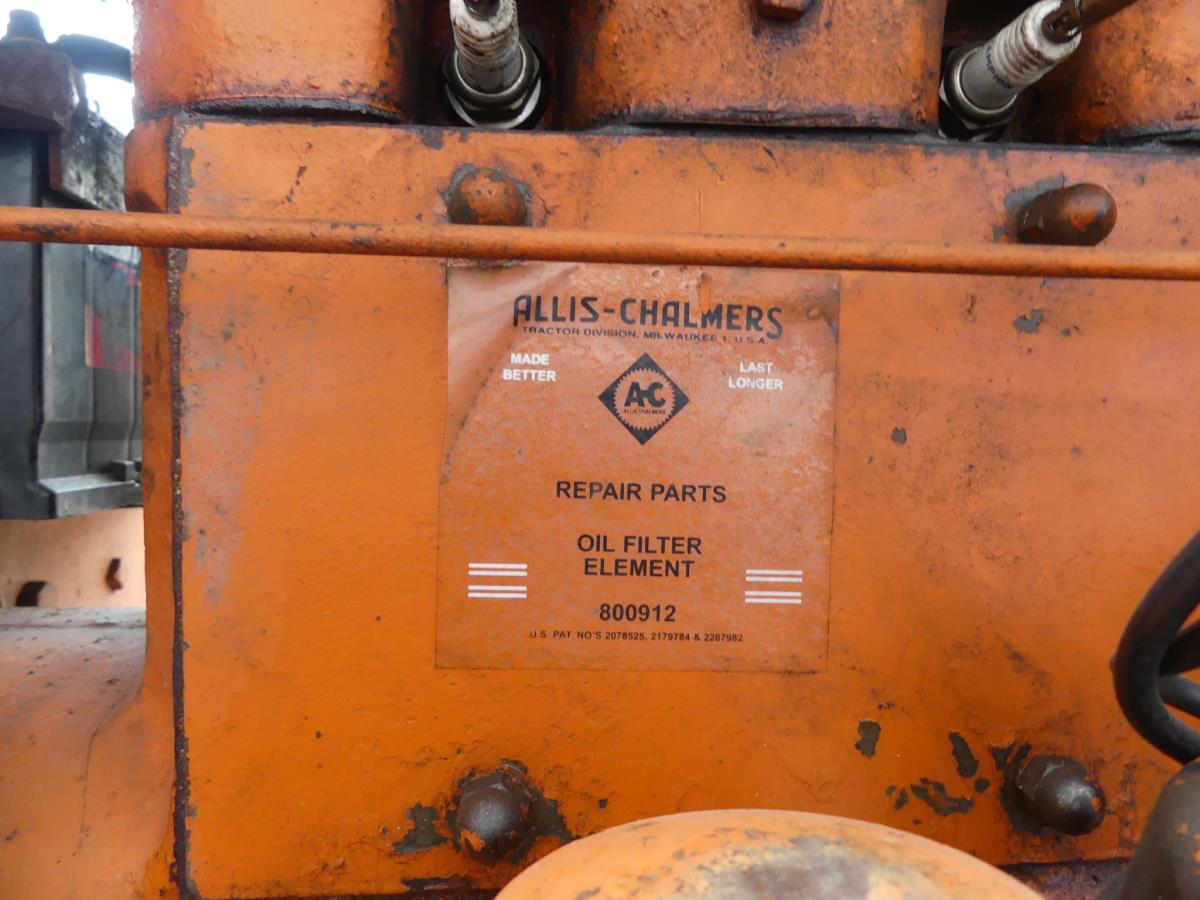 ALLIS-CHALMERS
TRACTOR DIVISION, MILWAUKEE 1, U.S.A
MADE BETTER
LAST LONGER
A-C
ALLIS CHALMERS
REPAIR PARTS
OIL FILTER
ELEMENT
800912
U.S. PAT NO'S 2078525, 2179784 & 2287982